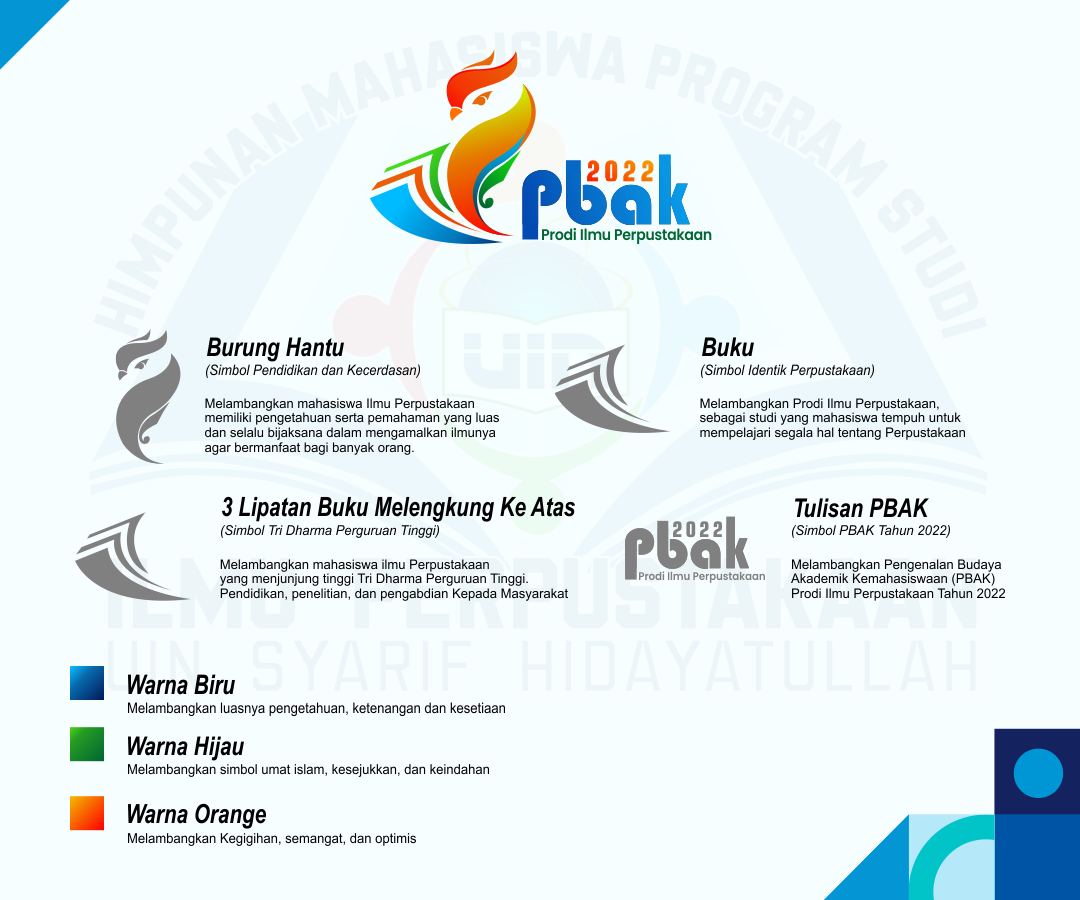 HIMPUNAN MAHASISWA PROGRAM STUDI
2022
pbak
Prodi Ilmu Perpustakaan
UIN
Burung Hantu
(Simbol Pendidikan dan Kecerdasan)
Melambangkan mahasiswa Ilmu Perpustakaan
memiliki pengetahuan serta pemahaman yang luas
dan selalu bijaksana dalam mengamalkan ilmunya
agar bermanfaat bagi banyak orang.
Buku
(Simbol Identik Perpustakaan)
Melambangkan Prodi Ilmu Perpustakaan,
sebagai studi yang mahasiswa tempuh untuk
mempelajari segala hal tentang Perpustakaan
3 Lipatan Buku Melengkung Ke Atas
(Simbol Tri Dharma Perguruan Tinggi)
Melambangkan mahasiswa ilmu Perpustakaan
yang menjunjung tinggi Tri Dharma Perguruan Tinggi.
Pendidikan, penelitian, dan pengabdian Kepada Masyarakat
2022
pbak
Prodi Ilmu Perpustakaan
Tulisan PBAK
(Simbol PBAK Tahun 2022)
Melambangkan Pengenalan Budaya
Akademik Kemahasiswaan (PBAK)
Prodi Ilmu Perpustakaan Tahun 2022
ILMU PERPUSTAKAAN
UIN SYARIF HIDAYATULLAH
Warna Biru
Melambangkan luasnya pengetahuan, ketenangan dan kesetiaan
Warna Hijau
Melambangkan simbol umat islam, kesejukkan, dan keindahan
Warna Orange
Melambangkan Kegigihan, semangat, dan optimis